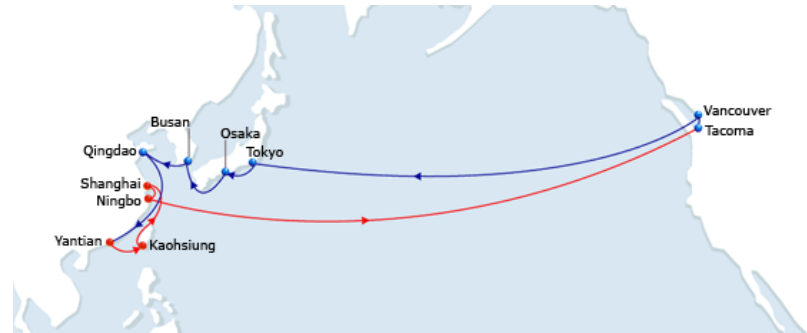 Vancouver
Busan
Osaka
Tacoma
Qingdao
Tokyo
Shanghai
Ningbo
Yantian
Kaohsiung